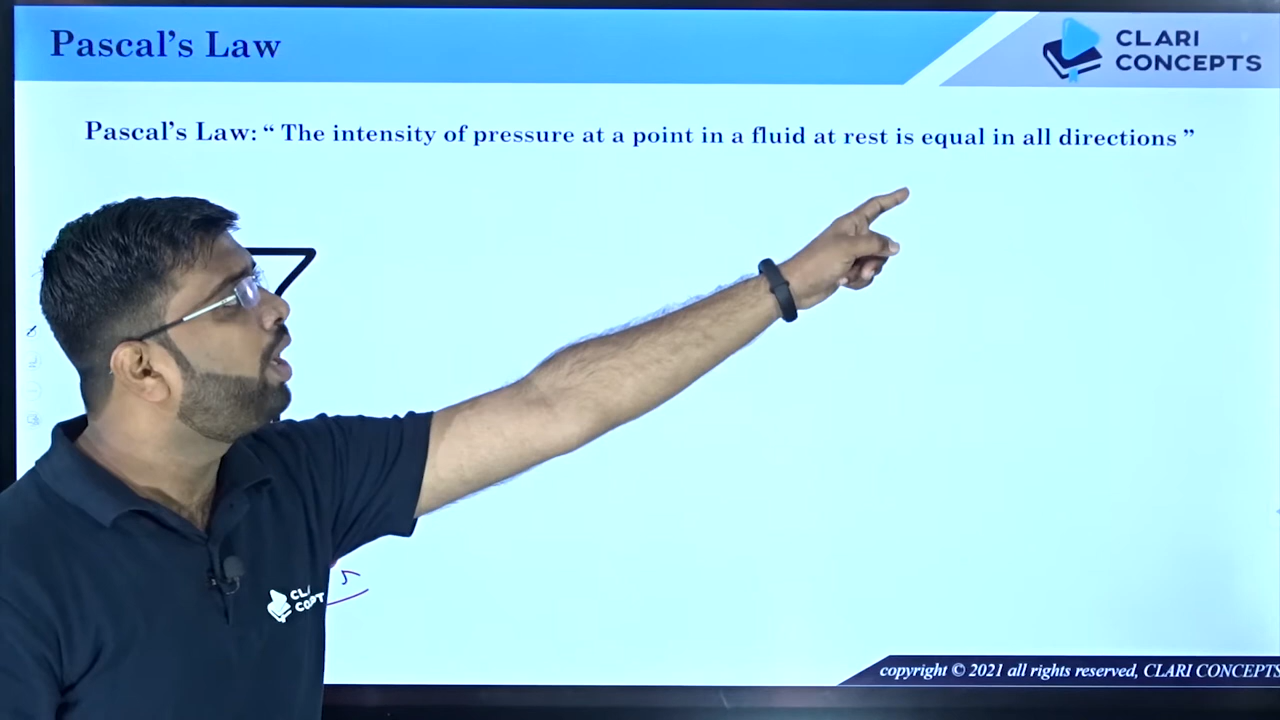 Pascal's Law
CLARI
CONCEPTS
Pascal's Law: “ The intensity of pressure at a point in a fluid at rest is equal in all directions ”
copyright © 2021 all rights reserved, CLARI CONCEPTS